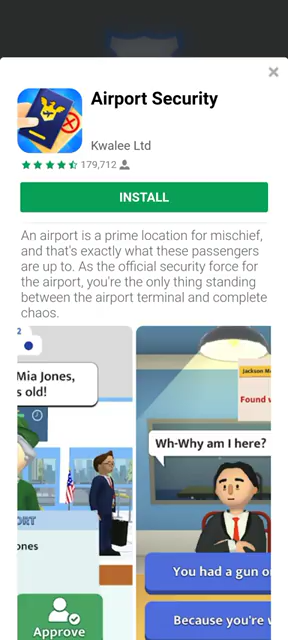 Airport Security
Kwalee Ltd
179,712
INSTALL
An airport is a prime location for mischief,
and that's exactly what these passengers
are up to. As the official security force for
the airport, you're the only thing standing
between the airport terminal and complete
chaos.
2
Mia Jones,
s old!
ORT
ones
Approve
Jackson M
Found
Wh-Why am I here?
You had a gun o
Because you're